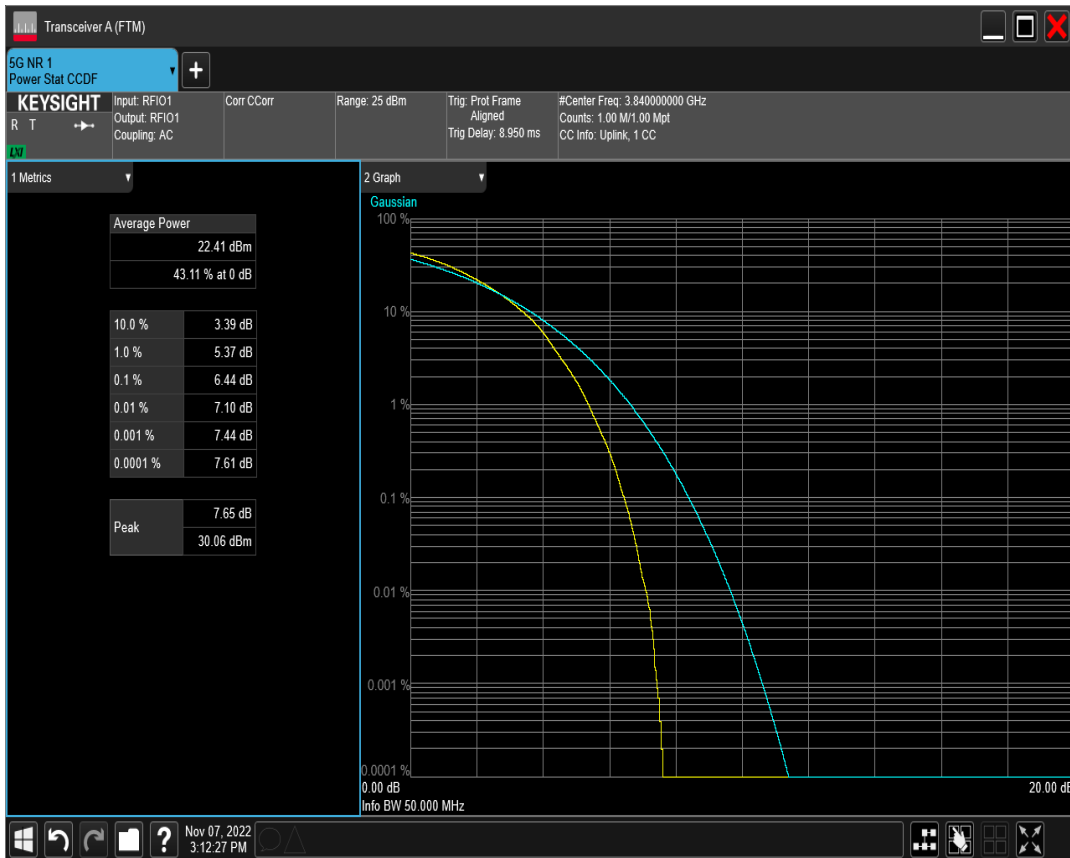 Transceiver A (FTM)
5G NR 1
Power Stat CCDF
+
KEYSIGHT
R T
LXI
Input: RFIO1
Output: RFIO1
Coupling: AC
Corr CCorr
Range: 25 dBm
Trig: Prot Frame
Aligned
Trig Delay: 8.950 ms
#Center Freq: 3.840000000 GHz
Counts: 1.00 M/1.00 Mpt
CC Info: Uplink, 1 CC
1 Metrics
Average Power
22.41 dBm
43.11 % at 0 dB
10.0 % 3.39 dB
1.0 % 5.37 dB
0.1 % 6.44 dB
0.01 % 7.10 dB
0.001 % 7.44 dB
0.0001 % 7.61 dB
Peak
7.65 dB
30.06 dBm
2 Graph
Gaussian
100 %
10 %
1 %
0.1 %
0.01 %
0.001 %
0.0001 %
0.00 dB 20.00 dB
Info BW 50.000 MHz
?
Nov 07, 2022
3:12:27 PM